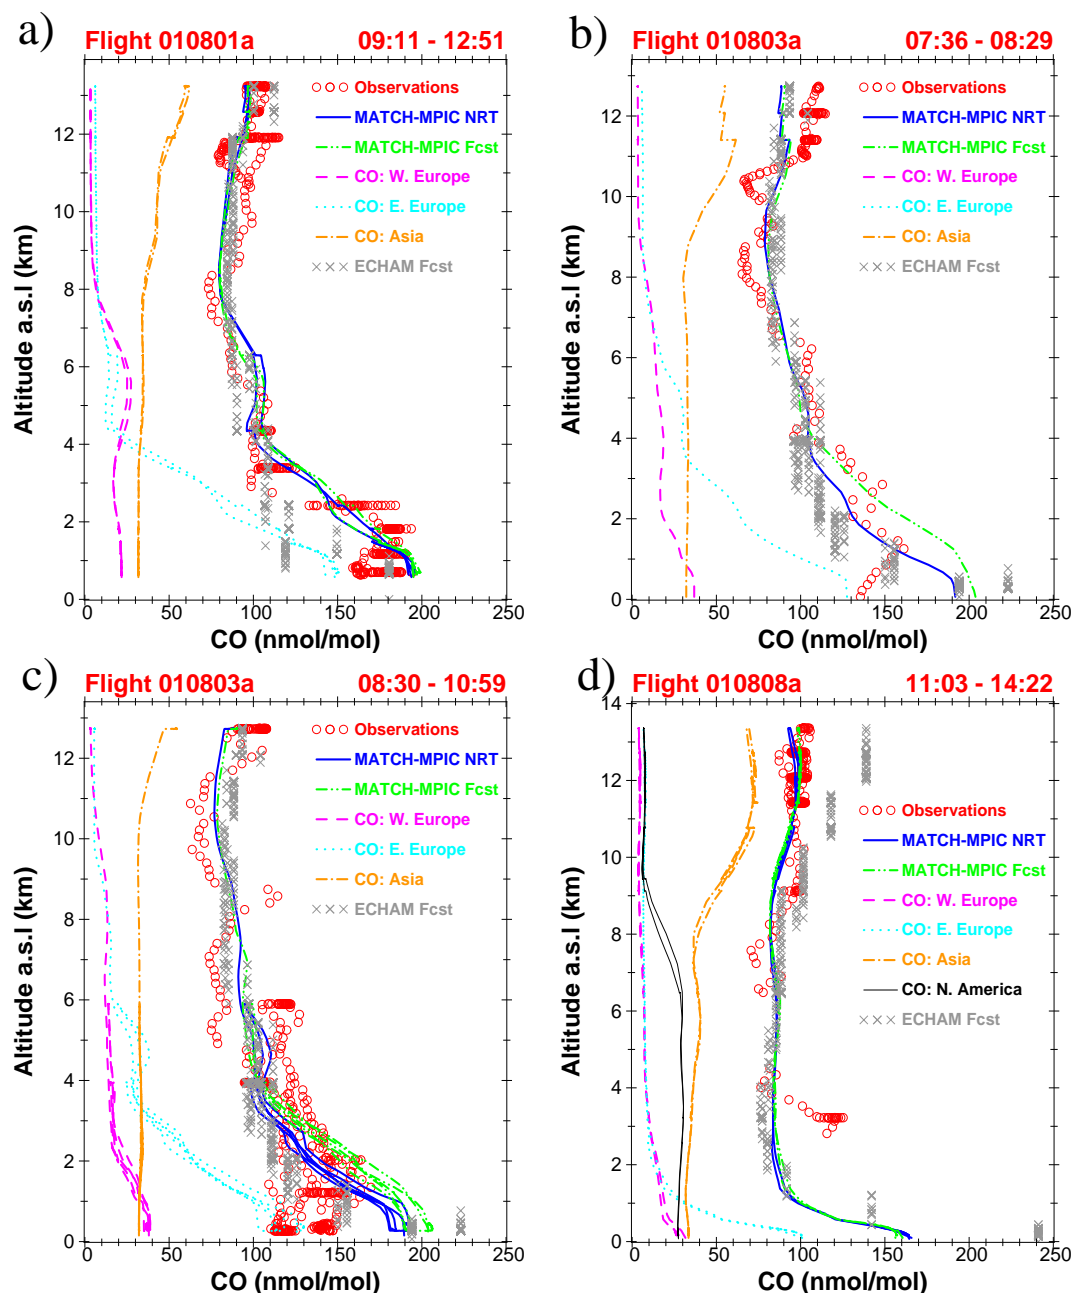 a)
Flight 010801a 09:11 - 12:51
Observations
MATCH-MPIC NRT
MATCH-MPIC Fcst
CO: W. Europe
CO: E. Europe
CO: Asia
ECHAM Fcst
Altitude a.s.l (km)
12
10
8
6
4
2
0
0 50 100 150 200 250
CO (nmol/mol)
b)
Flight 010803a 07:36 - 08:29
Observations
MATCH-MPIC NRT
MATCH-MPIC Fcst
CO: W. Europe
CO: E. Europe
CO: Asia
ECHAM Fcst
Altitude a.s.l (km)
12
10
8
6
4
2
0
0 50 100 150 200 250
CO (nmol/mol)
c)
Flight 010803a 08:30 - 10:59
Observations
MATCH-MPIC NRT
MATCH-MPIC Fcst
CO: W. Europe
CO: E. Europe
CO: Asia
ECHAM Fcst
Altitude a.s.l (km)
12
10
8
6
4
2
0
0 50 100 150 200 250
CO (nmol/mol)
d)
Flight 010808a 11:03 - 14:22
Observations
MATCH-MPIC NRT
MATCH-MPIC Fcst
CO: W. Europe
CO: E. Europe
CO: Asia
CO: N. America
ECHAM Fcst
Altitude a.s.l (km)
14
12
10
8
6
4
2
0
0 50 100 150 200 250
CO (nmol/mol)